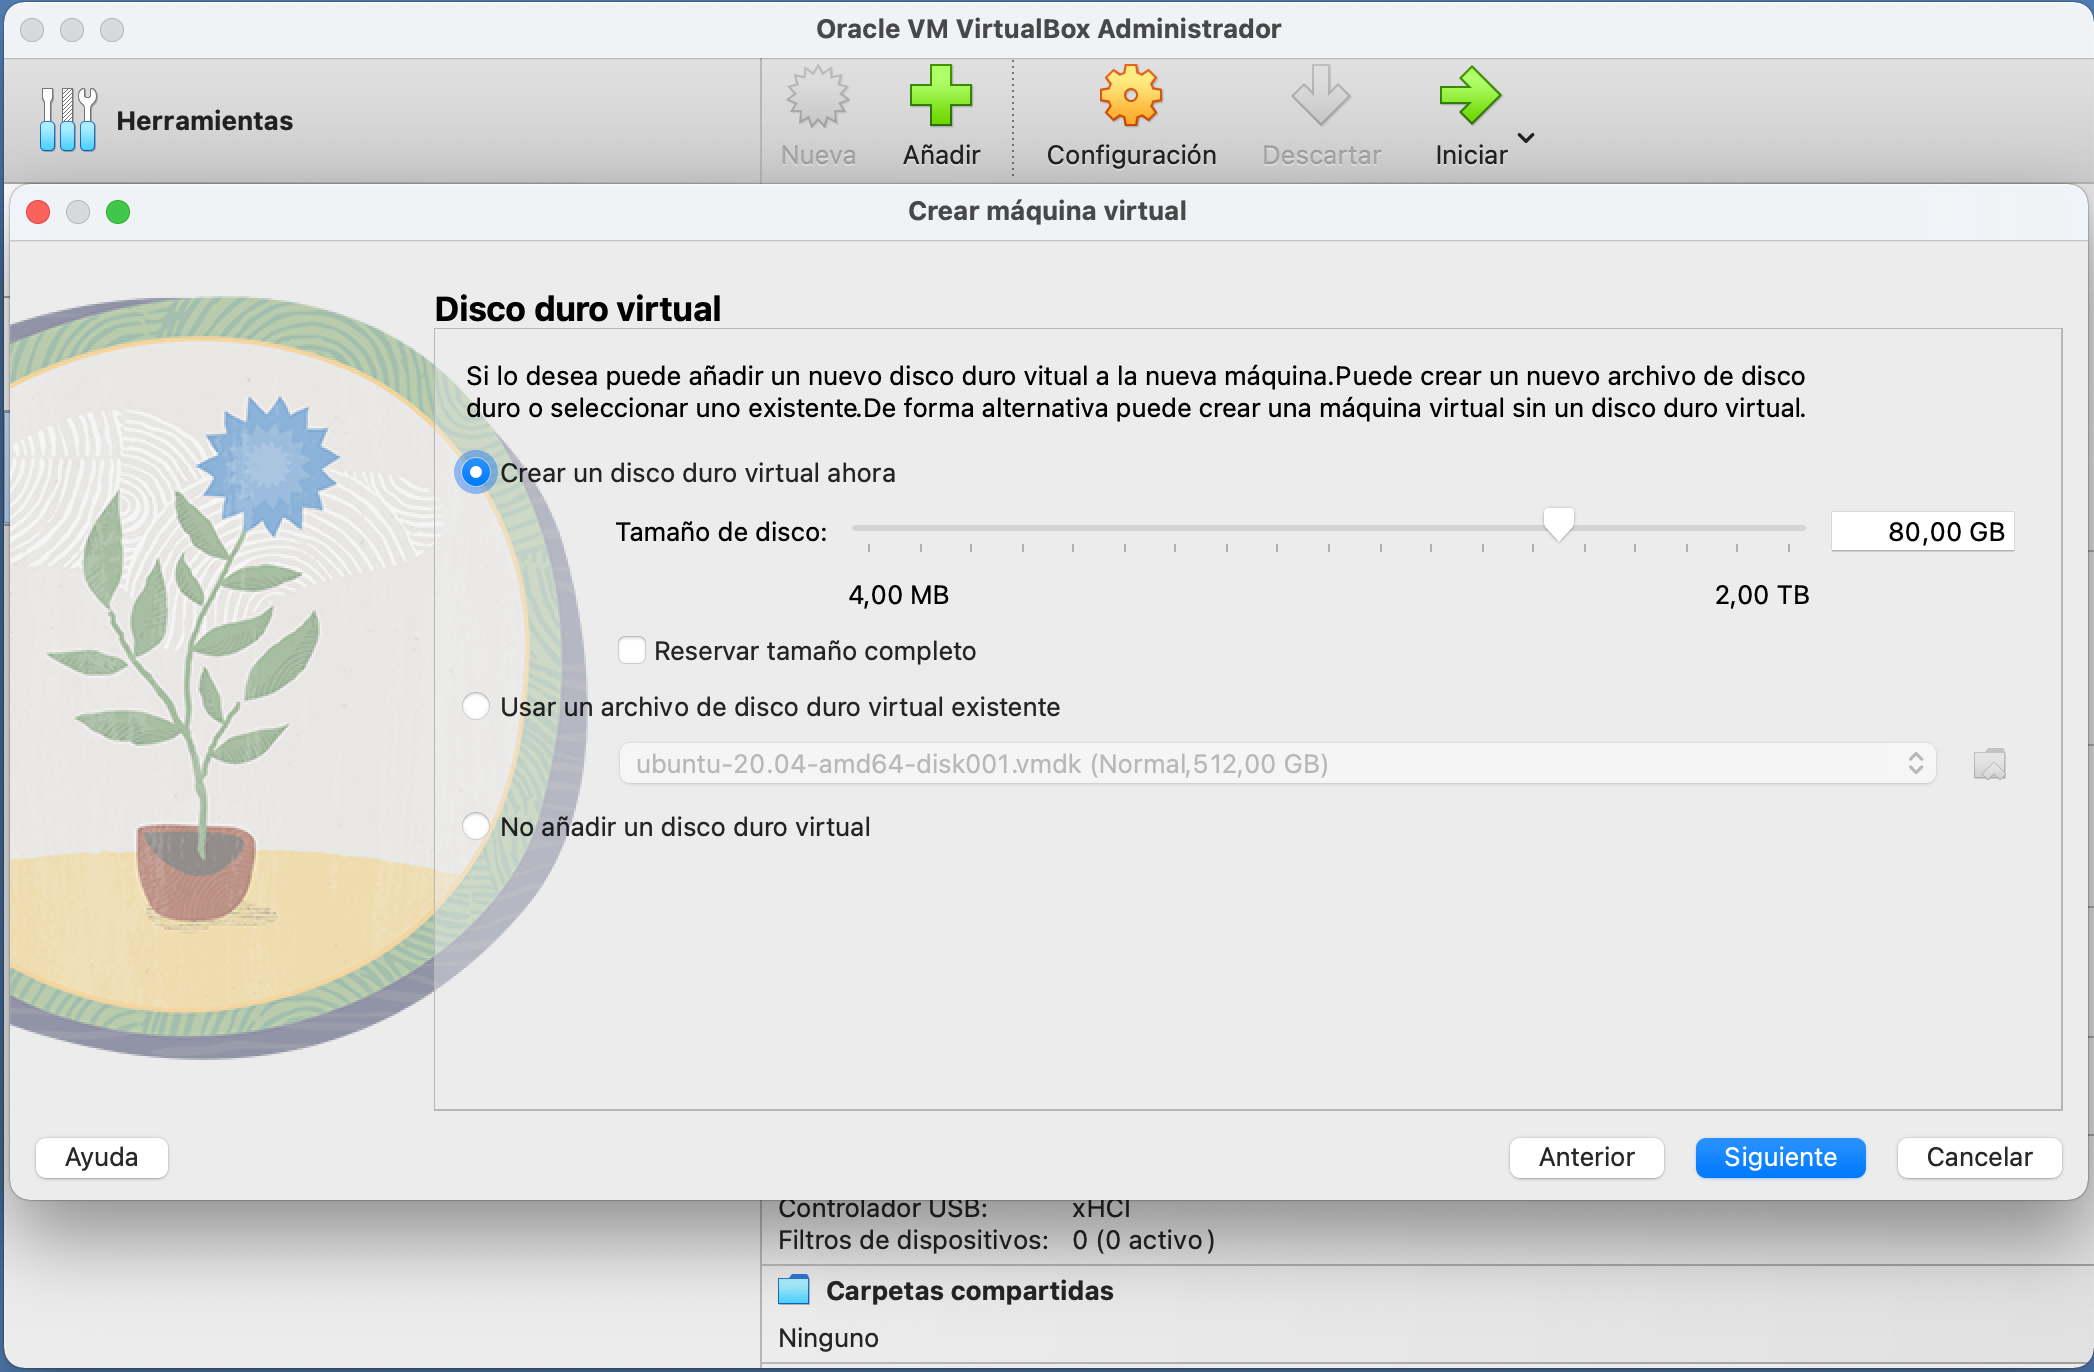 Oracle VM VirtualBox Administrador
Herramientas
Nueva
Añadir
Configuración
Descartar
Iniciar
Crear máquina virtual
Disco duro virtual
Si lo desea puede añadir un nuevo disco duro vitual a la nueva máquina.Puede crear un nuevo archivo de disco
duro o seleccionar uno existente.De forma alternativa puede crear una máquina virtual sin un disco duro virtual.
Crear un disco duro virtual ahora
Tamaño de disco:
80,00 GB
4,00 MB
2,00 TB
Reservar tamaño completo
Usar un archivo de disco duro virtual existente
ubuntu-20.04-amd64-disk001.vmdk (Normal,512,00 GB)
No añadir un disco duro virtual
Ayuda
Anterior
Siguiente
Cancelar
Controlador USB: xHCI
Filtros de dispositivos: 0 (0 activo)
Carpetas compartidas
Ninguno